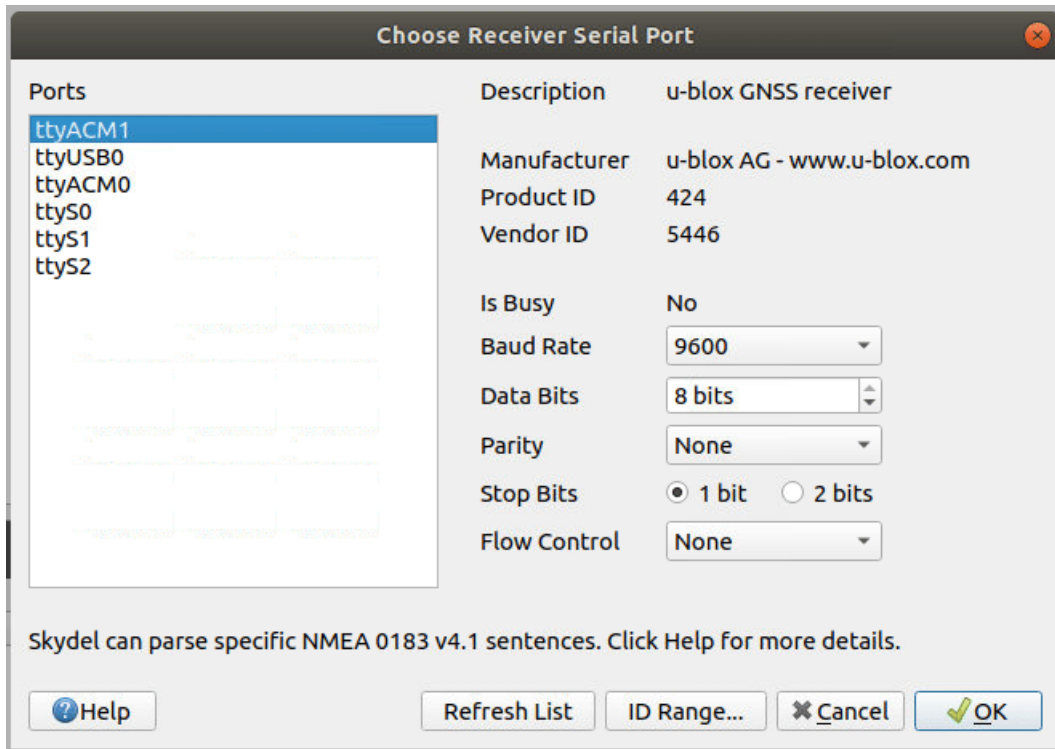 Choose Receiver Serial Port
Ports
ttyACM1
ttyUSB0
ttyACM0
ttyS0
ttyS1
ttyS2
Description u-blox GNSS receiver
Manufacturer u-blox AG - www.u-blox.com
Product ID 424
Vendor ID 5446
Is Busy No
Baud Rate 9600
Data Bits 8 bits
Parity None
Stop Bits 1 bit 2 bits
Flow Control None
Skydel can parse specific NMEA 0183 v4.1 sentences. Click Help for more details.
Help Refresh List ID Range... Cancel OK